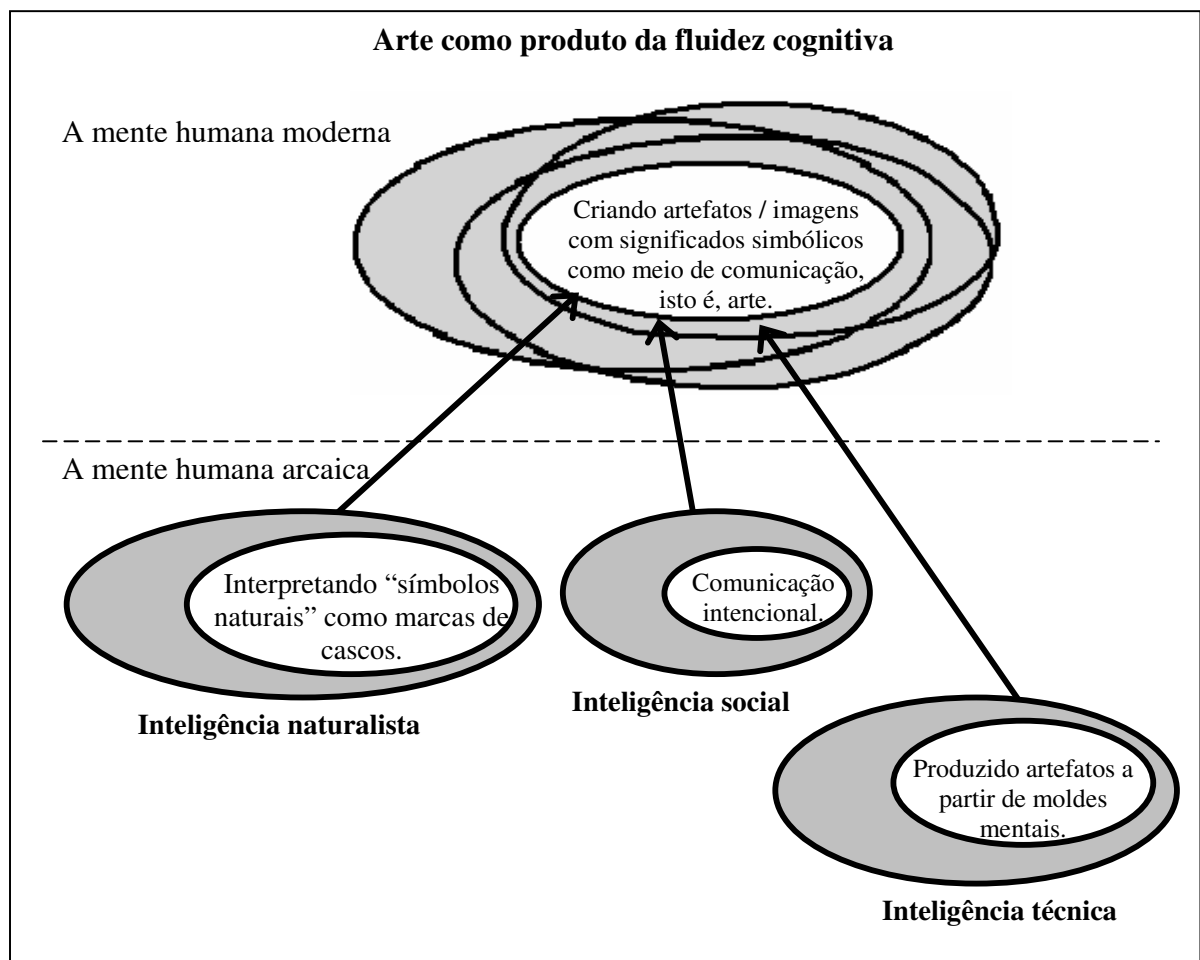 Arte como produto da fluidez cognitiva
A mente humana moderna
Criando artefatos / imagens
com significados simbólicos
como meio de comunicação,
isto é, arte.
A mente humana arcaica
Interpretando “símbolos
naturais” como marcas de
cascos.
Inteligência naturalista
Comunicação
intencional.
Inteligência social
Produzido artefatos a
partir de moldes
mentais.
Inteligência técnica